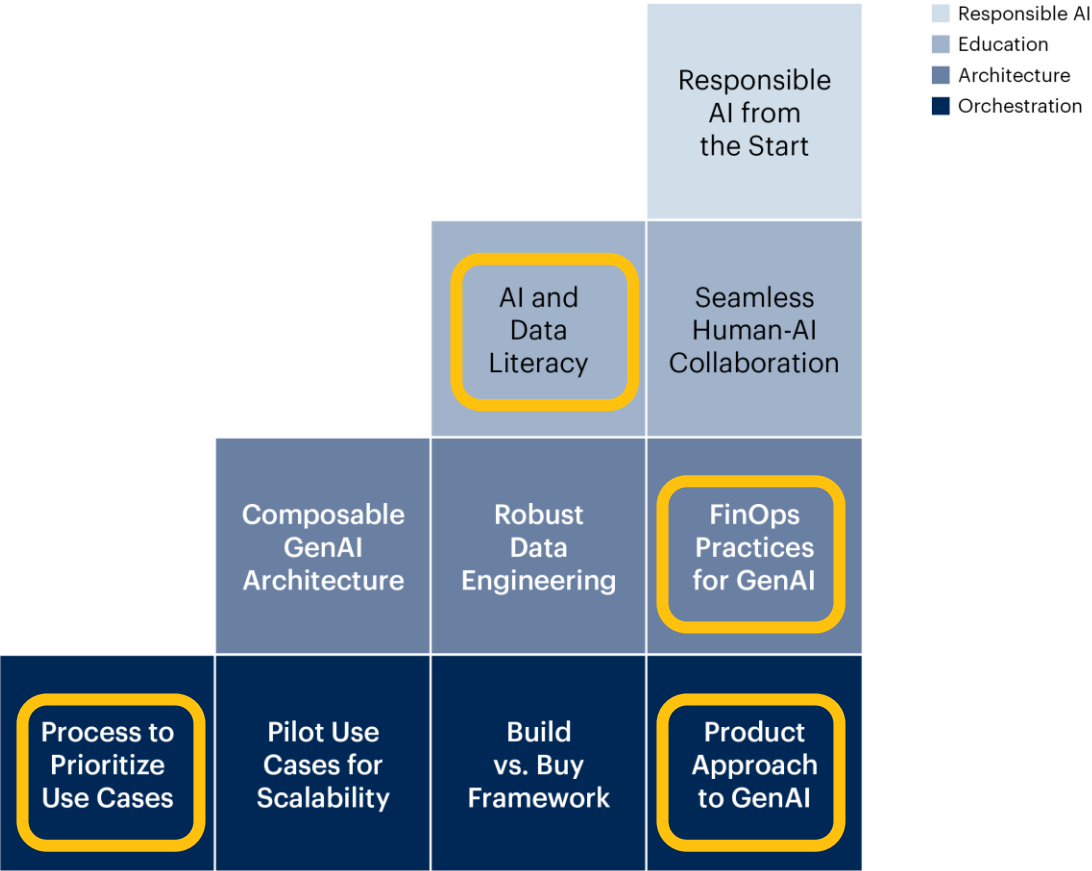 Responsible AI
Education
Architecture
Orchestration
Responsible
AI from
the Start
AI and
Data
Literacy
Seamless
Human-AI
Collaboration
Composable
GenAI
Architecture
Robust
Data
Engineering
FinOps
Practices
for GenAI
Process to
Prioritize
Use Cases
Pilot Use
Cases for
Scalability
Build
vs. Buy
Framework
Product
Approach
to GenAI